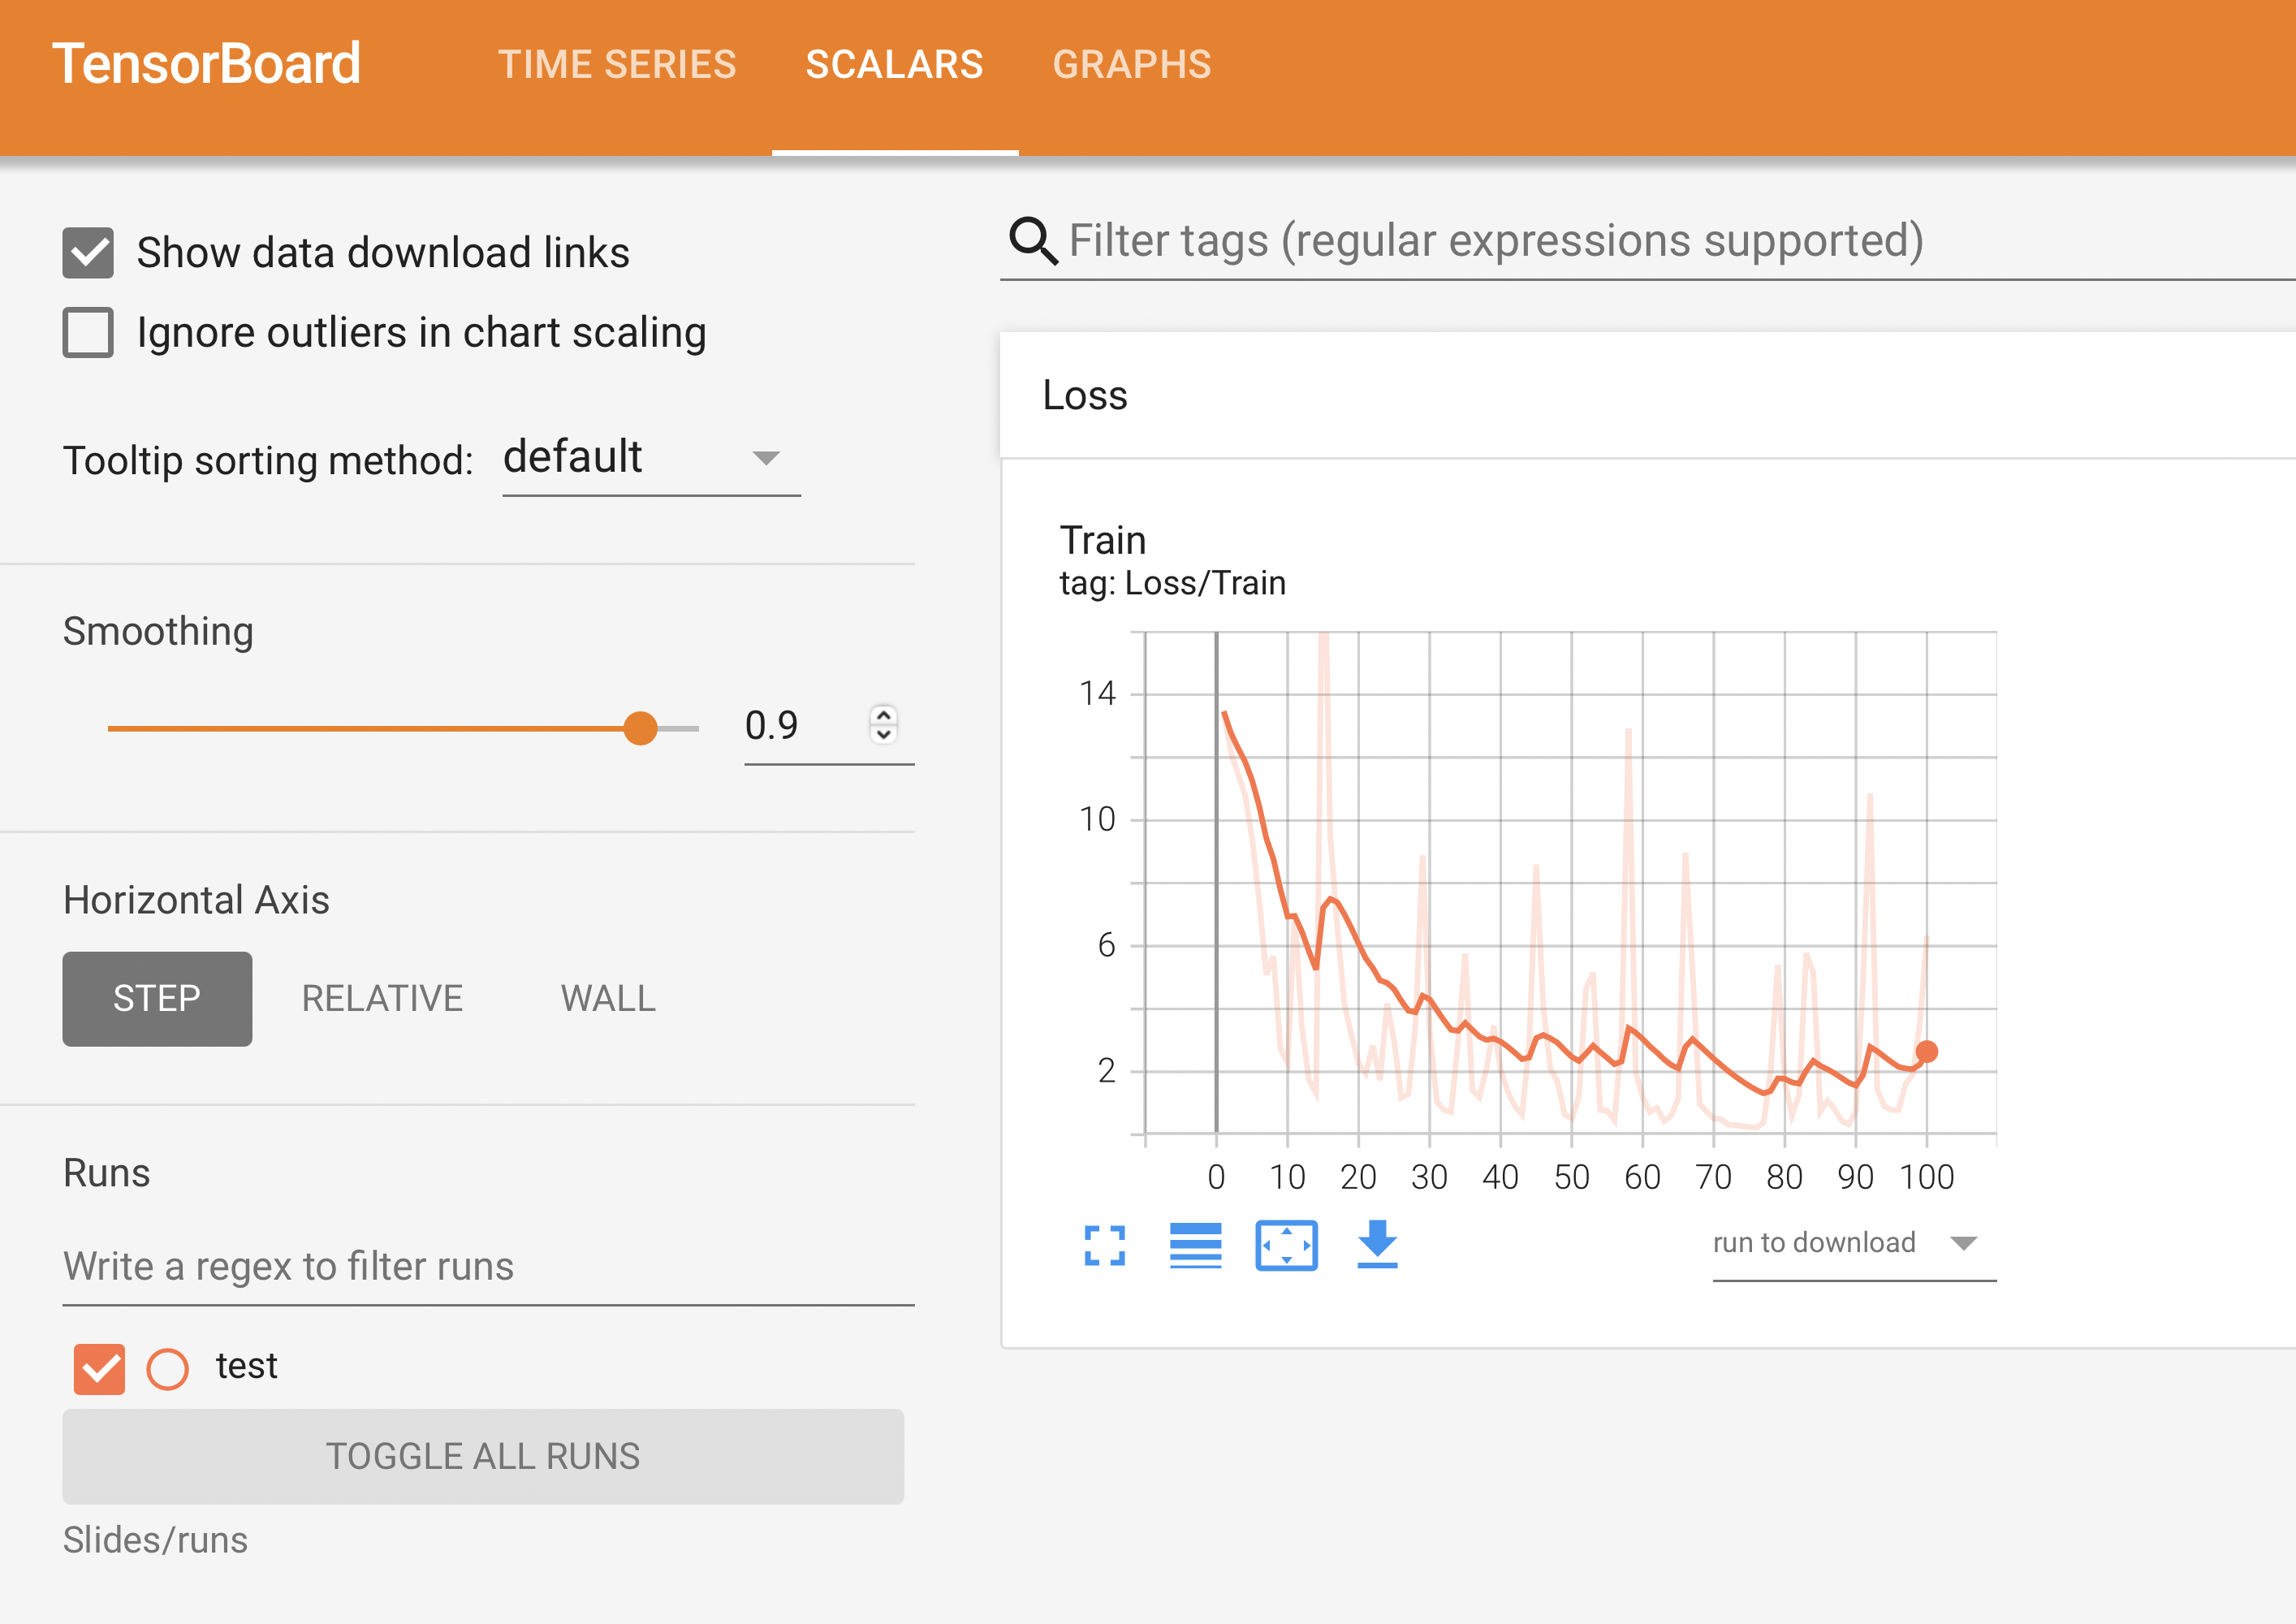 TensorBoard TIME SERIES SCALARS GRAPHS
Show data download links
Ignore outliers in chart scaling
Tooltip sorting method: default
Smoothing
0.9
Horizontal Axis
STEP RELATIVE WALL
Runs
Write a regex to filter runs
test
TOGGLE ALL RUNS
Slides/runs
Filter tags (regular expressions supported)
Loss
Train
tag: Loss/Train
14
10
6
2
0 10 20 30 40 50 60 70 80 90 100
run to download